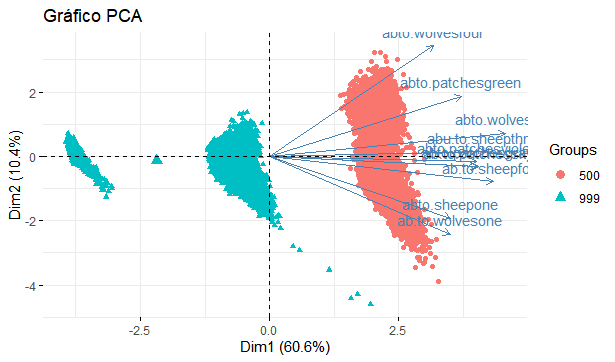 Gráfico PCA
abto.wolvesfour
abto.patchesgreen
abto.wolves
abto.sheepthr
ab.to.sheepfo
abto.sheepone
ab.to.wolvesone
2
0
-2
-4
-2.5
0.0
2.5
Dim1 (60.6%)
Dim2 (10.4%)
Groups
500
999